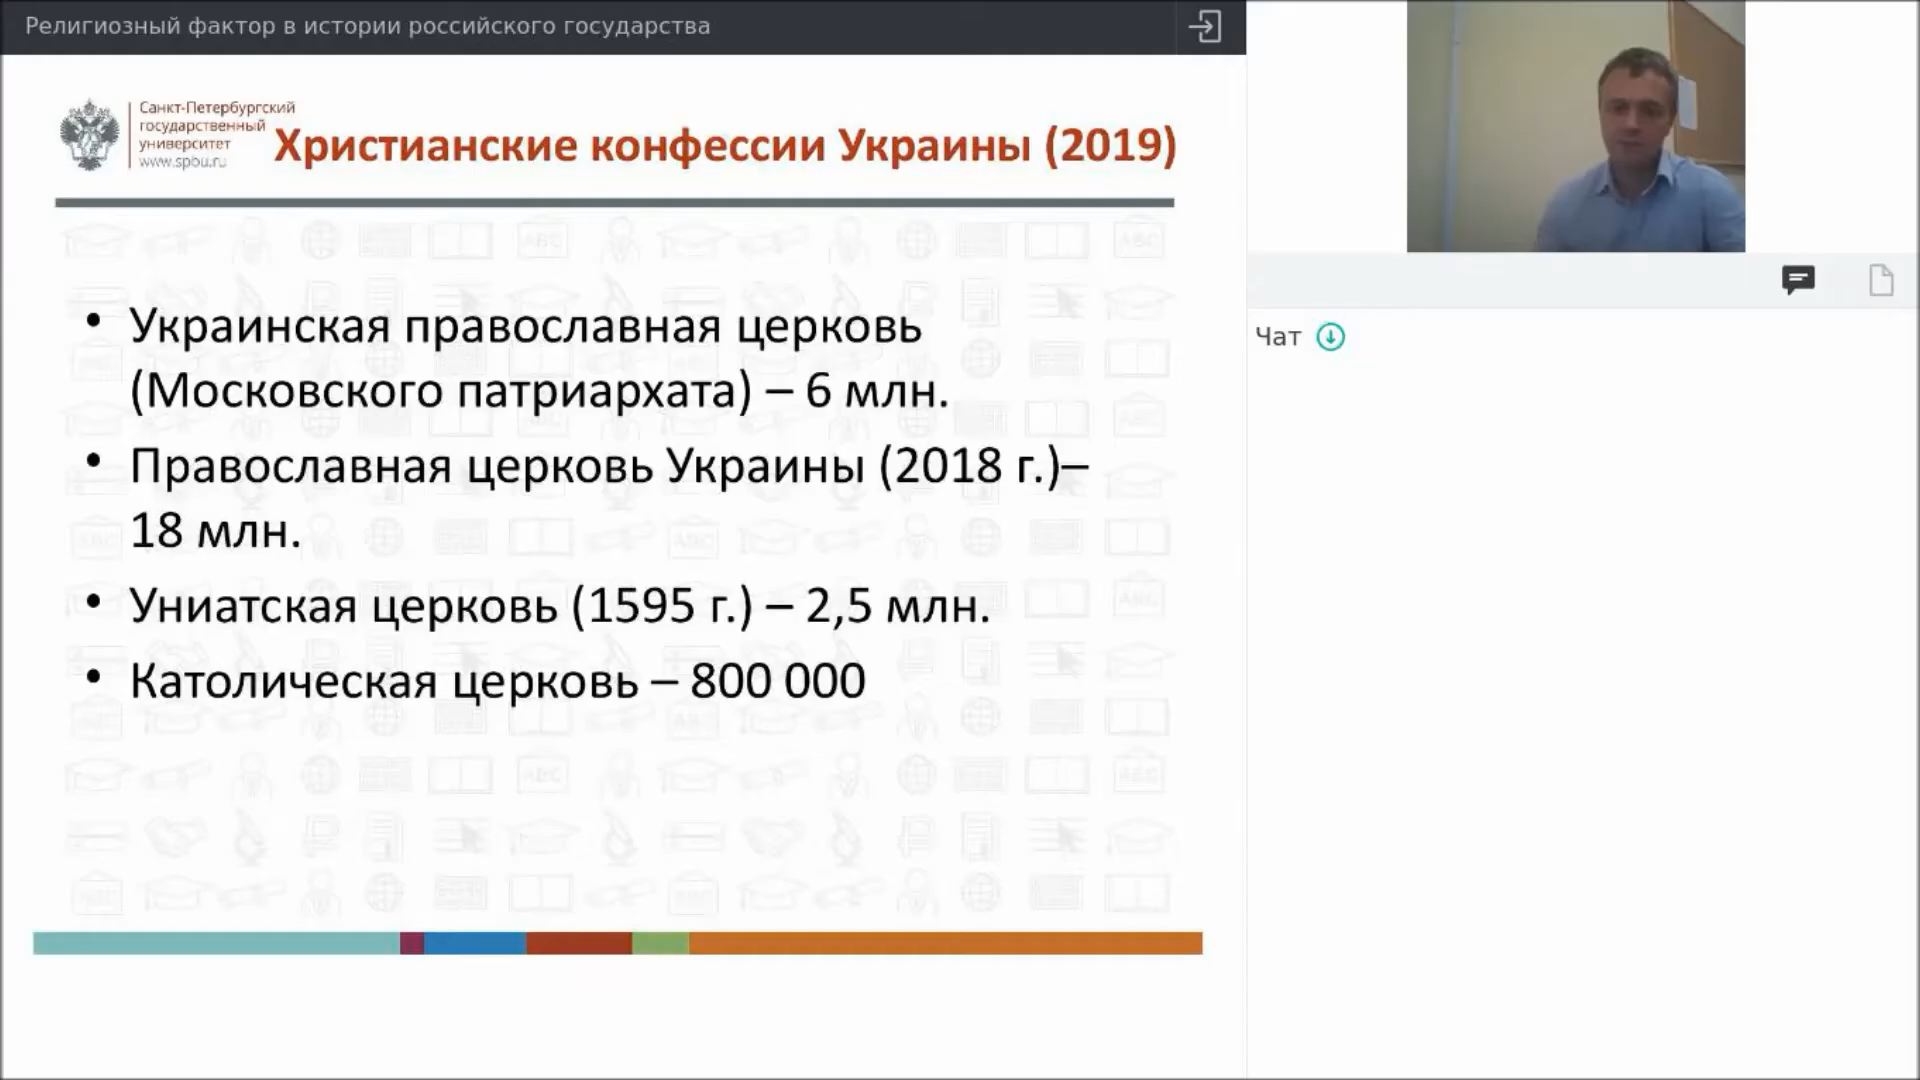 Религиозный фактор в истории российского государства
Санкт-Петербургский
государственный
университет
www.spbu.ru
Христианские конфессии Украины (2019)
• Украинская православная церковь
(Московского патриархата) – 6 млн.
• Православная церковь Украины (2018 г.)–
18 млн.
• Униатская церковь (1595 г.) – 2,5 млн.
• Католическая церковь – 800 000
Чат